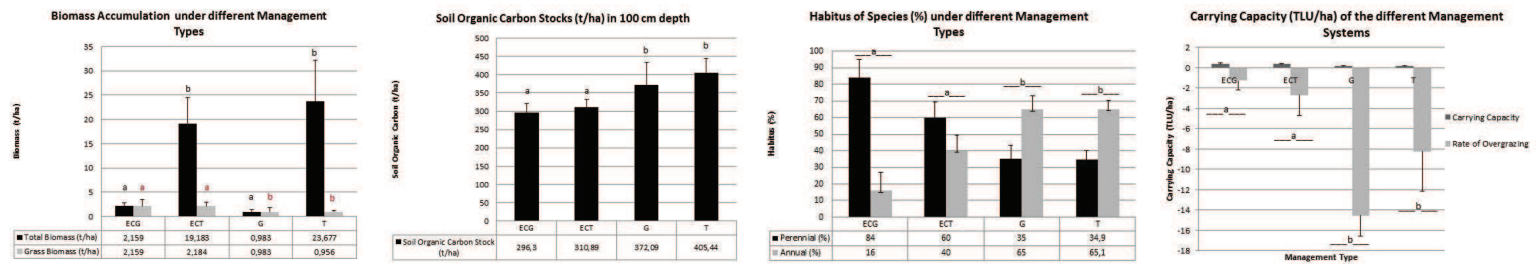 Biomass Accumulation under different Management
Types
Biomass (t/ha)
35
30
25
20
15
10
5
0
a a
b a
a b
b b
ECG ECT G T
Total Biomass (t/ha) 2,159 19,183 0,983 23,677
Grass Biomass (t/ha) 2,159 2,184 0,983 0,956
Soil Organic Carbon Stocks (t/ha) in 100 cm depth
Soil Organic Carbon (t/ha)
500
450
400
350
300
250
200
150
100
50
0
a a b b
ECG ECT G T
Soil Organic Carbon Stock
(t/ha) 296,3 310,89 372,09 405,44
Habitus of Species (%) under different Management
Types
Habitus (%)
100
90
80
70
60
50
40
30
20
10
0
a a b b
ECG ECT G T
Perennial (%) 84 60 35 34,9
Annual (%) 16 40 65 65,1
Carrying Capacity (TLU/ha) of the different Management
Systems
Carrying Capacity (TLU/ha)
2
0
-2
-4
-6
-8
-10
-12
-14
-16
-18
ECG ECT G T
a a b b
Management Type
Carrying Capacity
Rate of Overgrazing